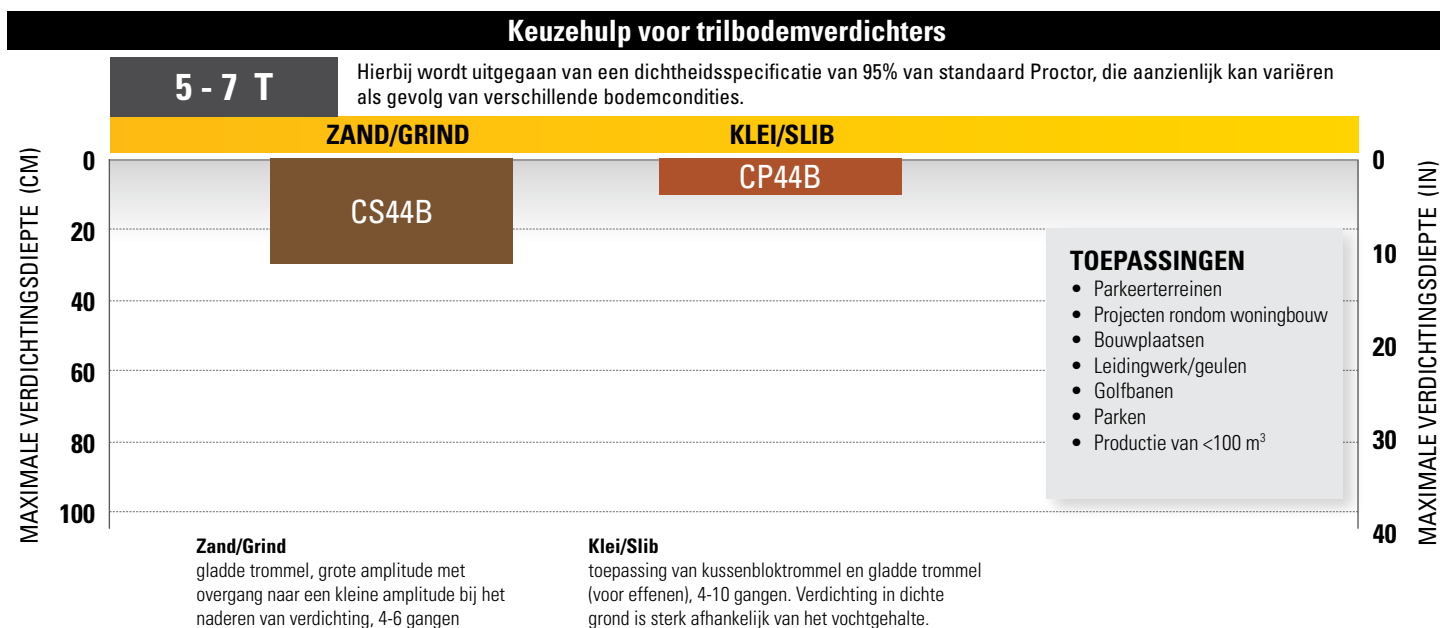 Keuzehulp voor trilbodemverdichters
5 - 7 T
Hierbij wordt uitgegaan van een dichtheidsspecificatie van 95% van standaard Proctor, die aanzienlijk kan variëren
als gevolg van verschillende bodemcondities.
ZAND/GRIND
KLEI/SLIB
MAXIMALE VERDICHTINGSDIEPTE (CM)
0
20
40
60
80
100
CS44B
CP44B
TOEPASSINGEN
• Parkeerterreinen
• Projecten rondom woningbouw
• Bouwplaatsen
• Leidingwerk/geulen
• Golfbanen
• Parken
• Productie van <100 m³
0
10
20
30
40
MAXIMALE VERDICHTINGSDIEPTE (IN)
Zand/Grind
gladde trommel, grote amplitude met
overgang naar een kleine amplitude bij het
naderen van verdichting, 4-6 gangen
Klei/Slib
toepassing van kussenbloktrommel en gladde trommel
(voor effenen), 4-10 gangen. Verdichting in dichte
grond is sterk afhankelijk van het vochtgehalte.